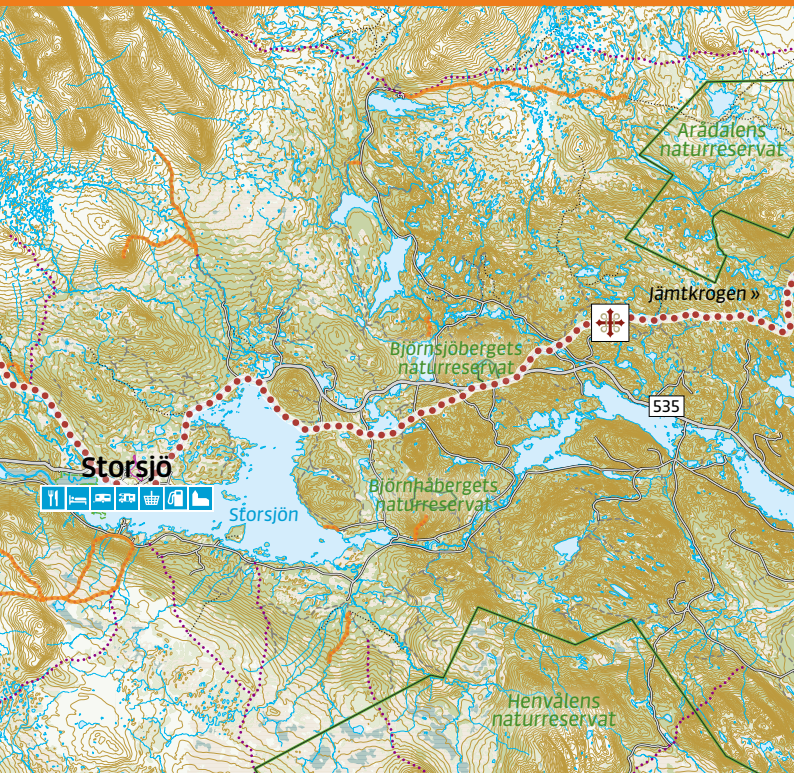 Arådalens
naturreservat
Jämtkrogen »
Björnsjöbergets
naturreservat
535
Storsjö
Björnhåbergets
naturreservat
Storsjön
Henvålens
naturreservat